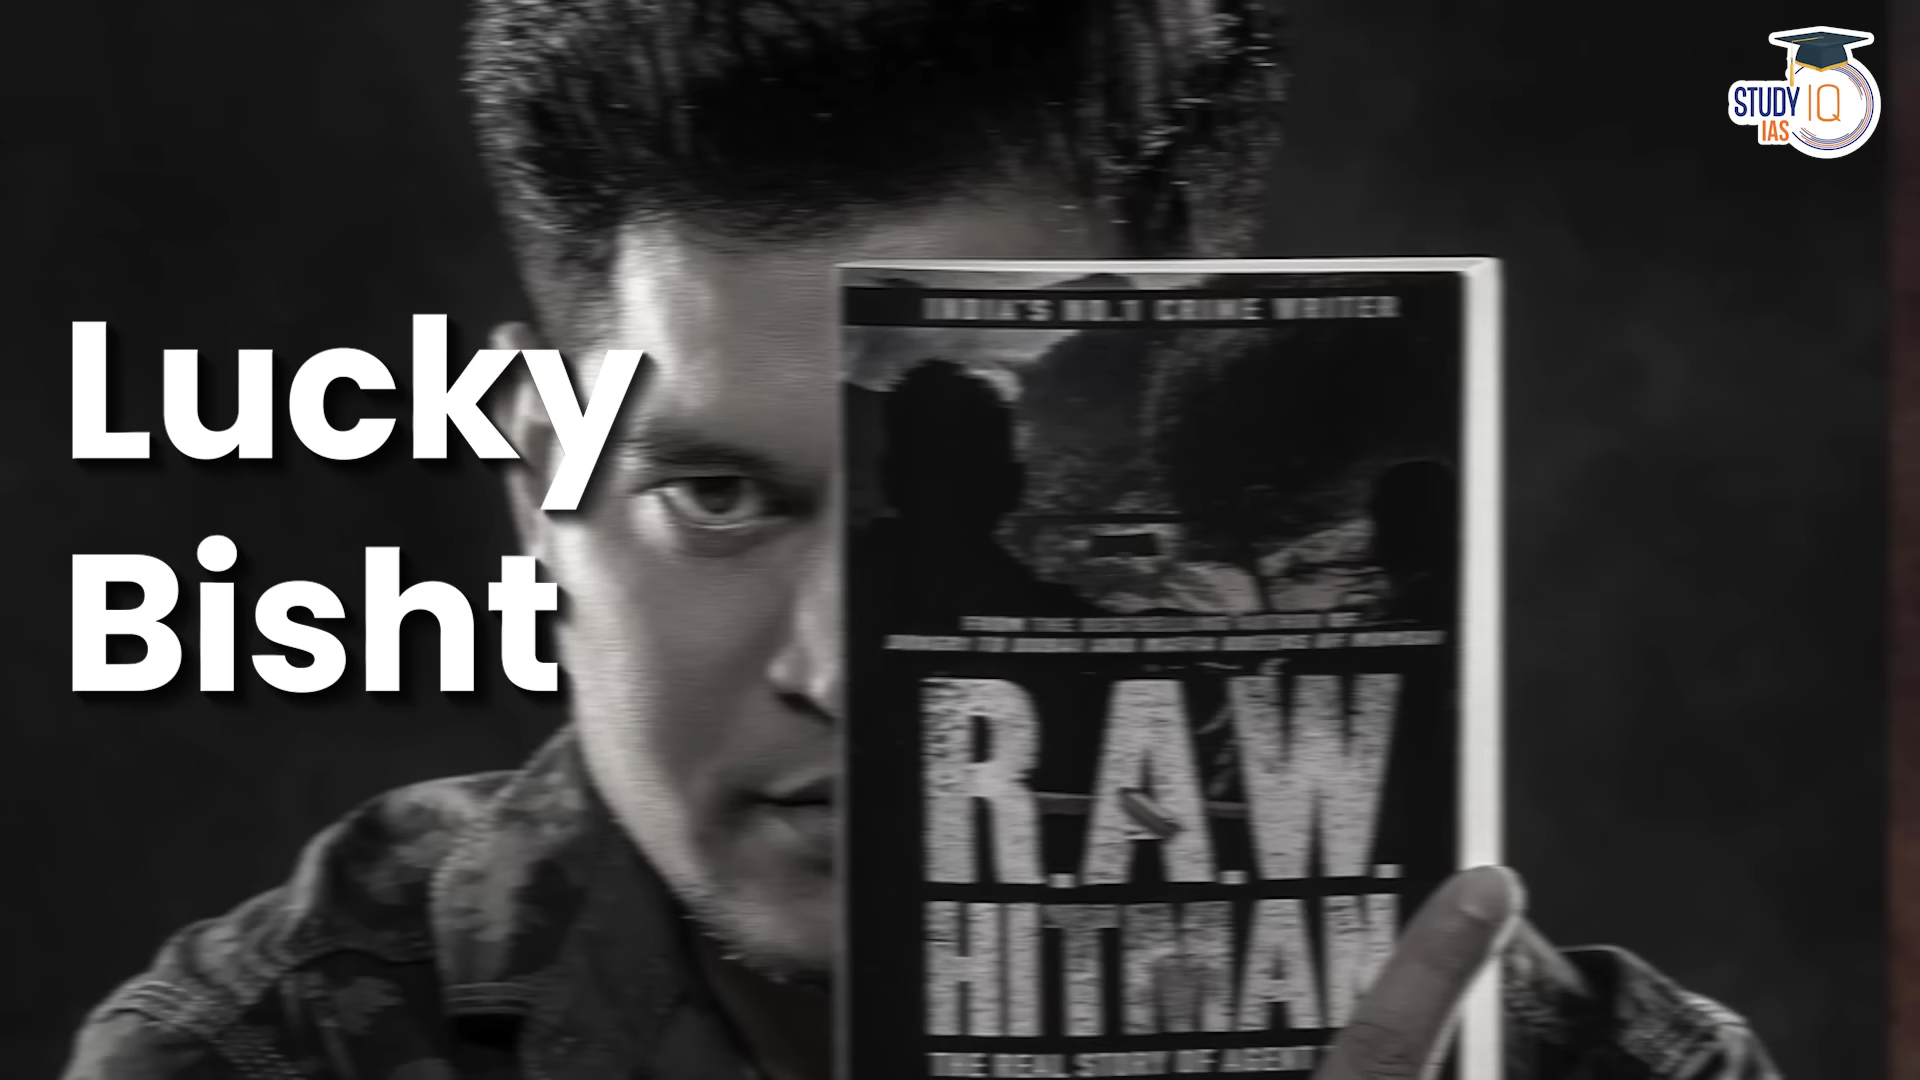 STUDY IQ
IAS
Lucky
Bisht
INDIA'S NO.1 CRIME WRITER
R.A.W.
HITMAN
THE REAL STORY OF AGENT